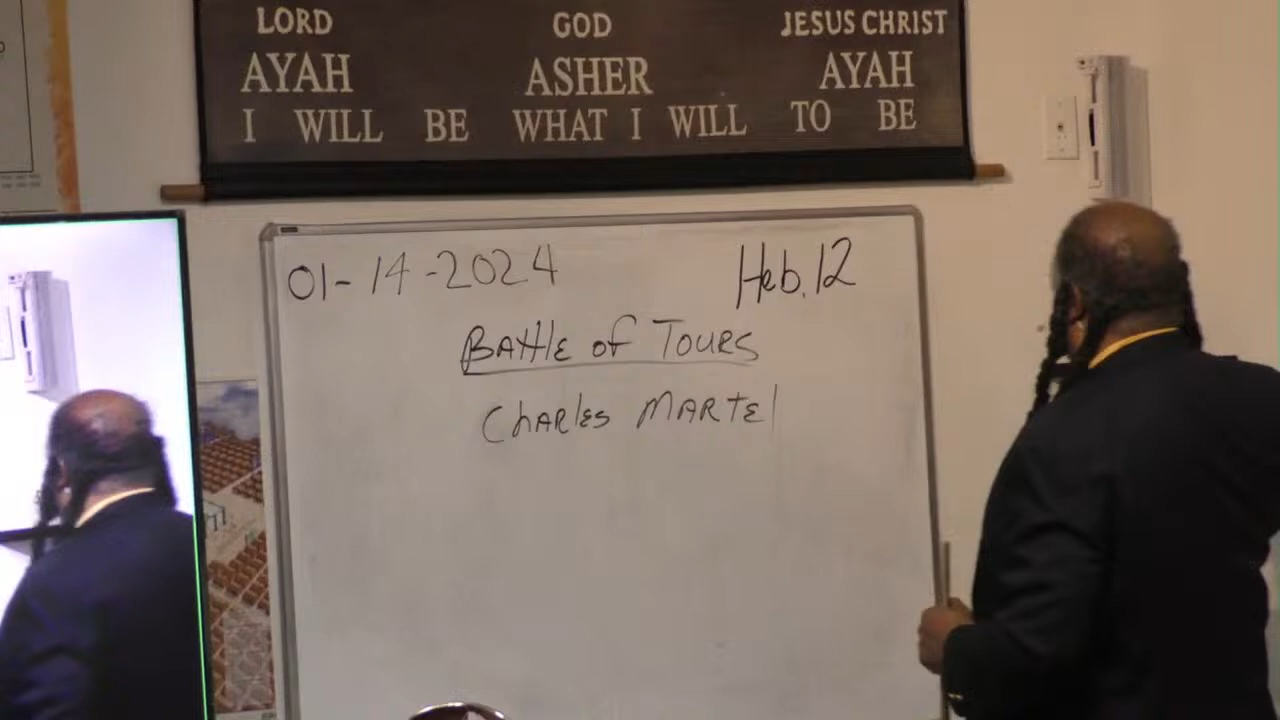 LORD GOD JESUS CHRIST
AYAH ASHER AYAH
I WILL BE WHAT I WILL TO BE
01-14-2024 Heb. 12
Battle of Tours
Charles Martel